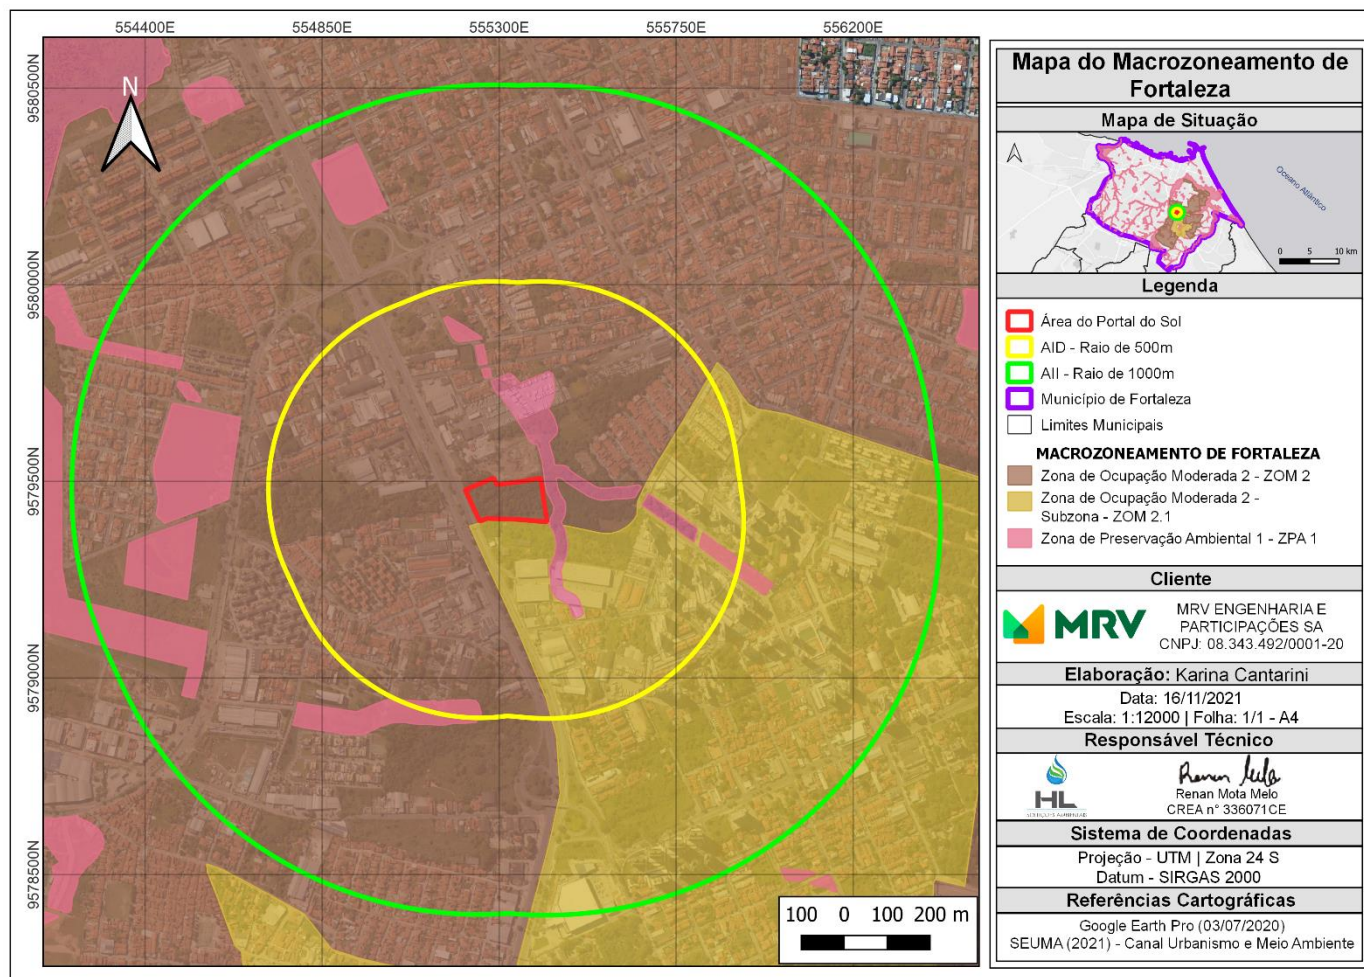 554400E 554850E 555300E 555750E 556200E
9580500N
9580000N
9579500N
9579000N
9578500N
N
100 0 100 200 m
Mapa do Macrozoneamento de
Fortaleza
Mapa de Situação
Oceano Atlântico
0 5 10 km
Legenda
Área do Portal do Sol
AID - Raio de 500m
AII - Raio de 1000m
Município de Fortaleza
Limites Municipais
MACROZONEAMENTO DE FORTALEZA
Zona de Ocupação Moderada 2 - ZOM 2
Zona de Ocupação Moderada 2 -
Subzona - ZOM 2.1
Zona de Preservação Ambiental 1 - ZPA 1
Cliente
MRV
MRV ENGENHARIA E
PARTICIPAÇÕES SA
CNPJ: 08.343.492/0001-20
Elaboração: Karina Cantarini
Data: 16/11/2021
Escala: 1:12000 | Folha: 1/1 - A4
Responsável Técnico
HL
SOLUÇÕES AMBIENTAIS
Renan Mota Melo
CREA n° 336071CE
Sistema de Coordenadas
Projeção - UTM | Zona 24 S
Datum - SIRGAS 2000
Referências Cartográficas
Google Earth Pro (03/07/2020)
SEUMA (2021) - Canal Urbanismo e Meio Ambiente